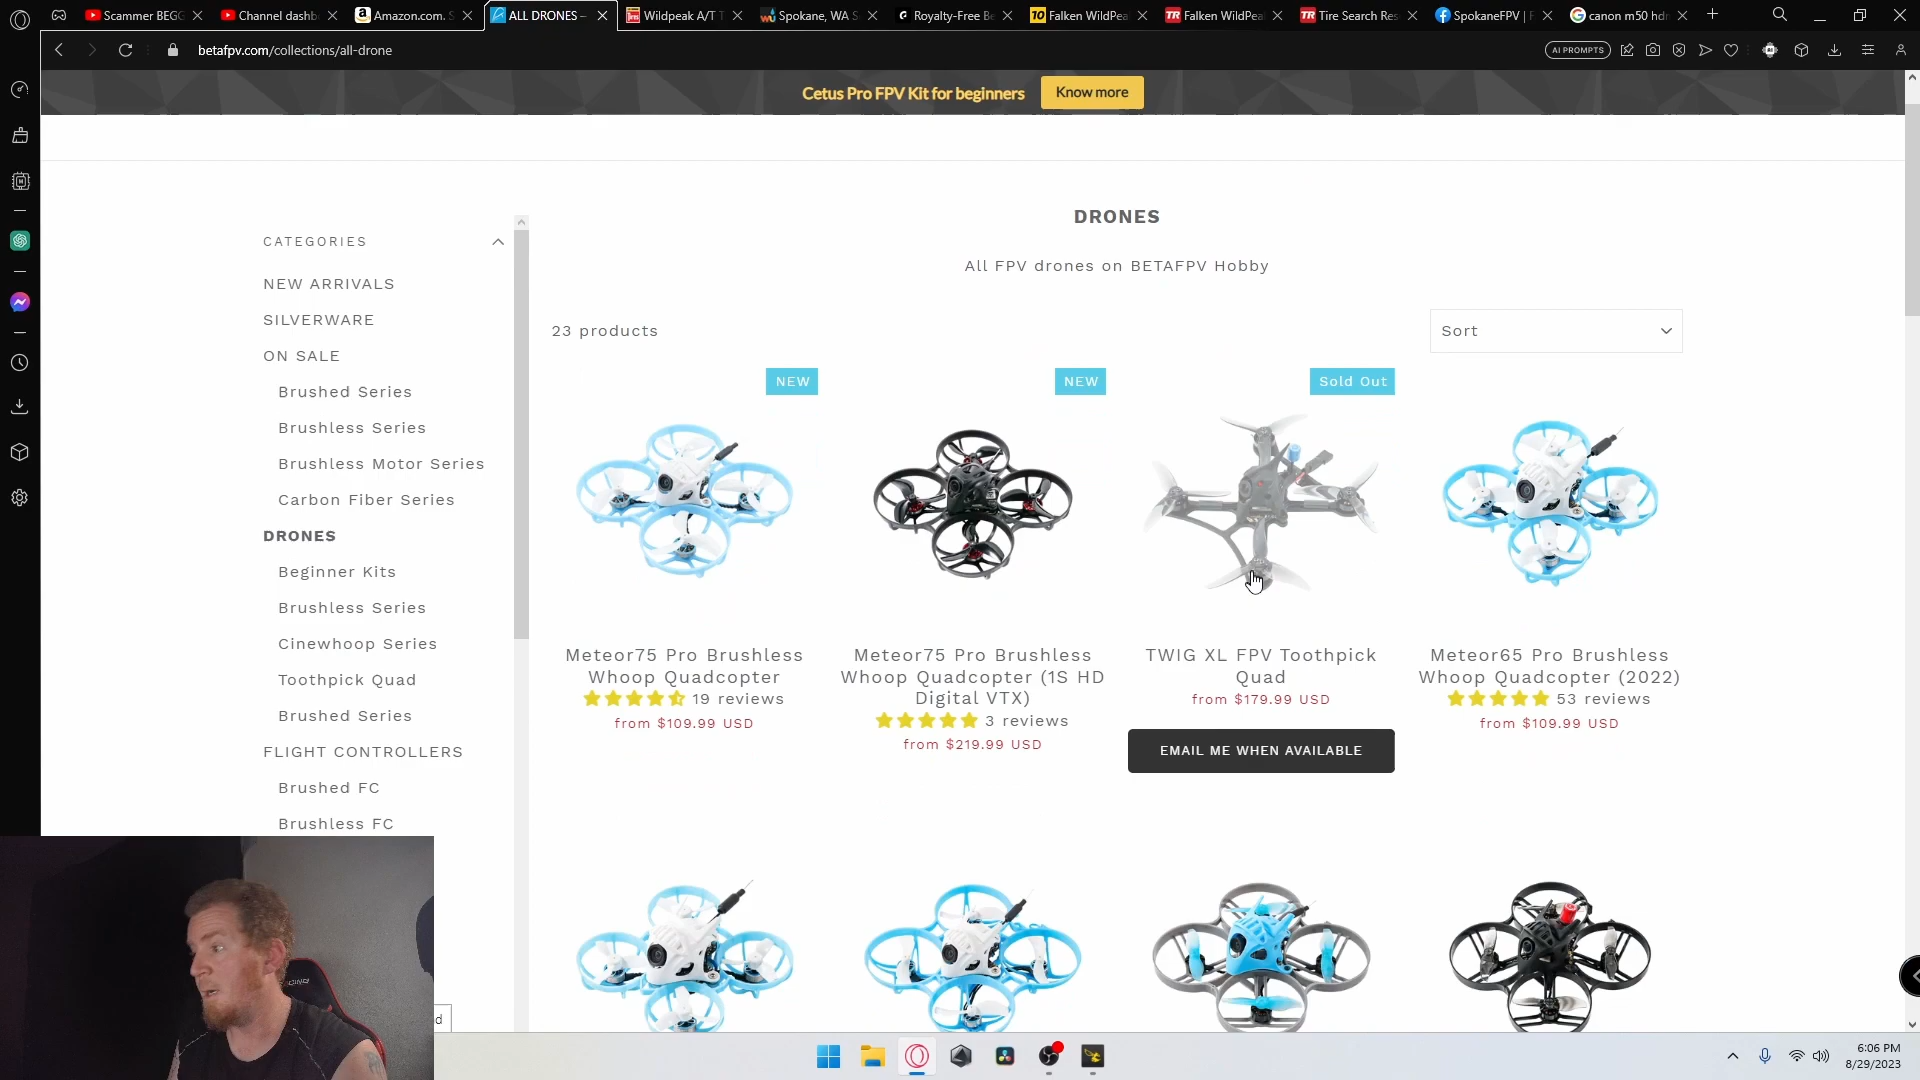 Scammer BEGG
Channel dashb
Amazon.com. S
ALL DRONES –
Wildpeak A/T T
Spokane, WA S
Royalty-Free Be
Falken WildPea
Falken WildPea
Tire Search Res
SpokaneFPV | F
canon m50 hdm
betafpv.com/collections/all-drone
AI PROMPTS
Cetus Pro FPV Kit for beginners
Know more
CATEGORIES
NEW ARRIVALS
SILVERWARE
ON SALE
Brushed Series
Brushless Series
Brushless Motor Series
Carbon Fiber Series
DRONES
Beginner Kits
Brushless Series
Cinewhoop Series
Toothpick Quad
Brushed Series
FLIGHT CONTROLLERS
Brushed FC
Brushless FC
DRONES
All FPV drones on BETAFPV Hobby
23 products
Sort
NEW
NEW
Sold Out
Meteor75 Pro Brushless
Whoop Quadcopter
19 reviews
from $109.99 USD
Meteor75 Pro Brushless
Whoop Quadcopter (1S HD
Digital VTX)
3 reviews
from $219.99 USD
TWIG XL FPV Toothpick
Quad
from $179.99 USD
EMAIL ME WHEN AVAILABLE
Meteor65 Pro Brushless
Whoop Quadcopter (2022)
53 reviews
from $109.99 USD
d
6:06 PM
8/29/2023